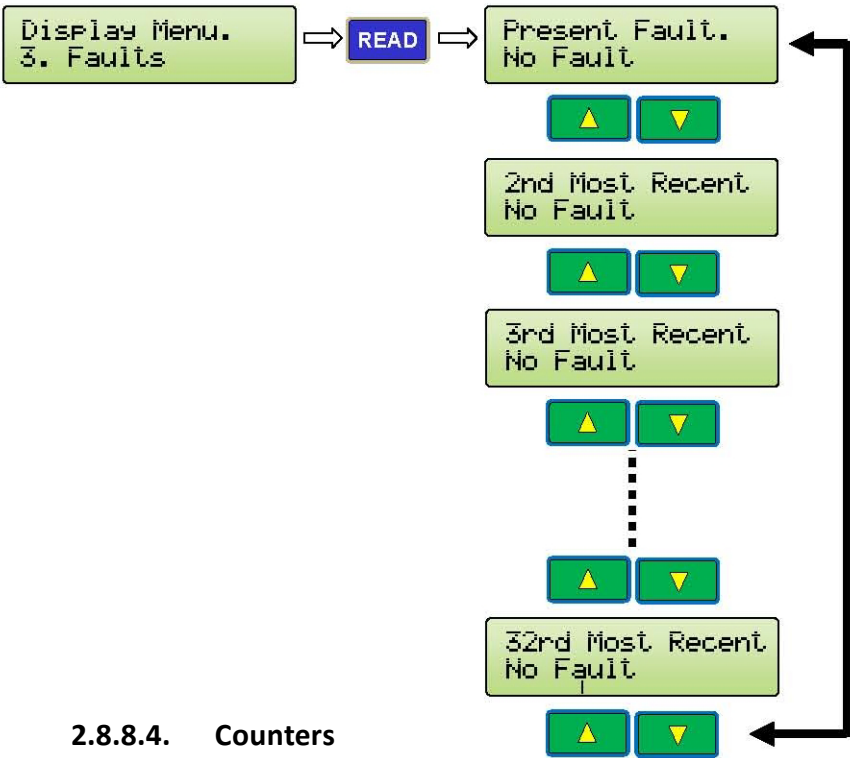 Display Menu.
3. Faults
READ
Present Fault.
No Fault
2nd Most Recent
No Fault
3rd Most Recent
No Fault
32nd Most Recent
No Fault
2.8.8.4. Counters